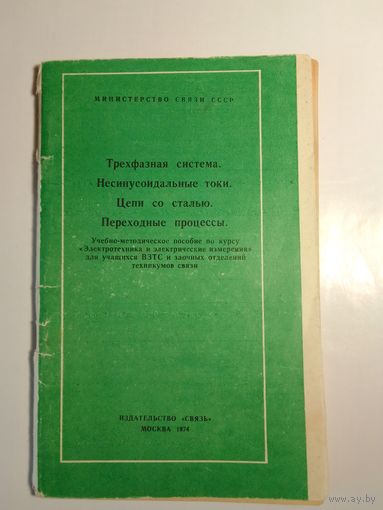 МИНИСТЕРСТВО СВЯЗИ СССР
Трехфазная система.
Несинусоидальные токи.
Цепи со сталью.
Переходные процессы.
Учебно-методическое пособие по курсу
«Электротехника и электрические измерения»
для учащихся ВЗТС и заочных отделений
техникумов связи
ИЗДАТЕЛЬСТВО «СВЯЗЬ»
МОСКВА 1974
www.ay.by